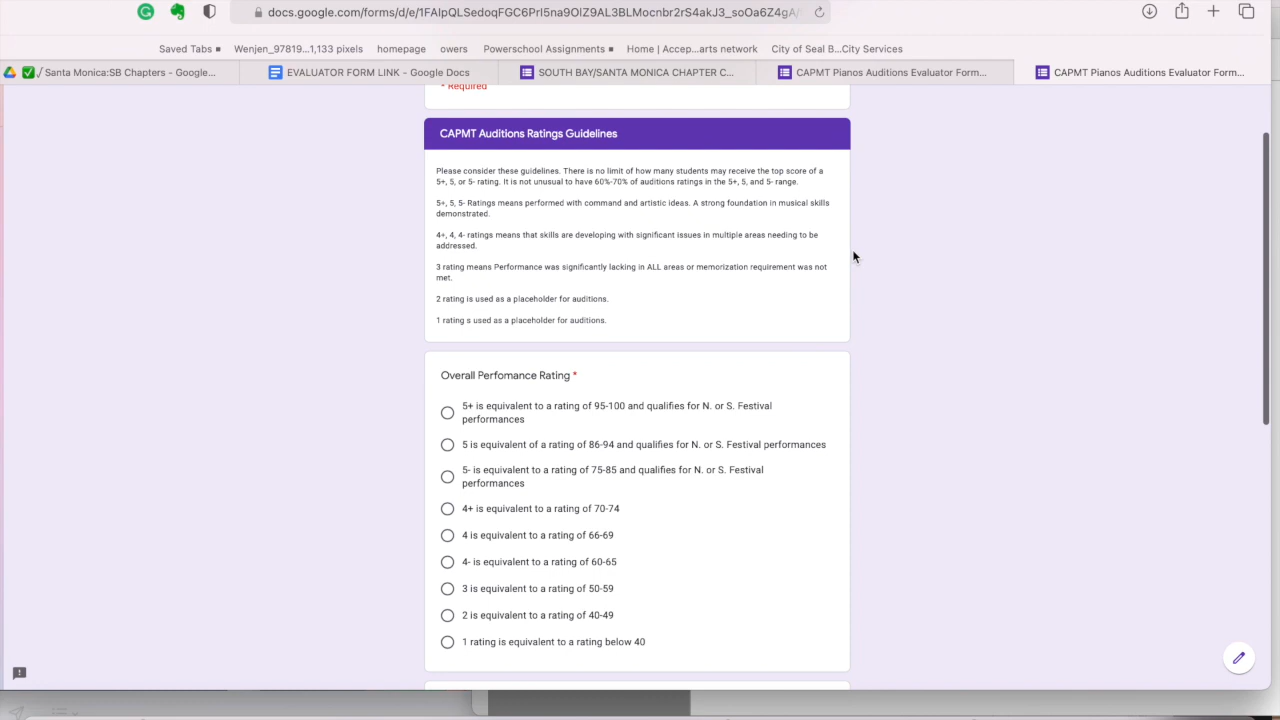 docs.google.com/forms/d/e/1FAIpQLSedoqFGC6PrI5na9OIZ9AL3BLMocnbr2rS4akJ3_soOa6Z4gA/
Saved Tabs Wenjen_97819...1,133 pixels homepage owers Powerschool Assignments Home | Accep...arts network City of Seal B...City Services
√ Santa Monica:SB Chapters - Google... EVALUATOR FORM LINK - Google Docs SOUTH BAY/SANTA MONICA CHAPTER C... CAPMT Pianos Auditions Evaluator Form... CAPMT Pianos Auditions Evaluator Form...
* Required
CAPMT Auditions Ratings Guidelines
Please consider these guidelines. There is no limit of how many students may receive the top score of a
5+, 5, or 5- rating. It is not unusual to have 60%-70% of auditions ratings in the 5+, 5, and 5- range.
5+, 5, 5- Ratings means performed with command and artistic ideas. A strong foundation in musical skills
demonstrated.
4+, 4, 4- ratings means that skills are developing with significant issues in multiple areas needing to be
addressed.
3 rating means Performance was significantly lacking in ALL areas or memorization requirement was not
met.
2 rating is used as a placeholder for auditions.
1 rating s used as a placeholder for auditions.
Overall Perfomance Rating *
5+ is equivalent to a rating of 95-100 and qualifies for N. or S. Festival
performances
5 is equivalent of a rating of 86-94 and qualifies for N. or S. Festival performances
5- is equivalent to a rating of 75-85 and qualifies for N. or S. Festival
performances
4+ is equivalent to a rating of 70-74
4 is equivalent to a rating of 66-69
4- is equivalent to a rating of 60-65
3 is equivalent to a rating of 50-59
2 is equivalent to a rating of 40-49
1 rating is equivalent to a rating below 40